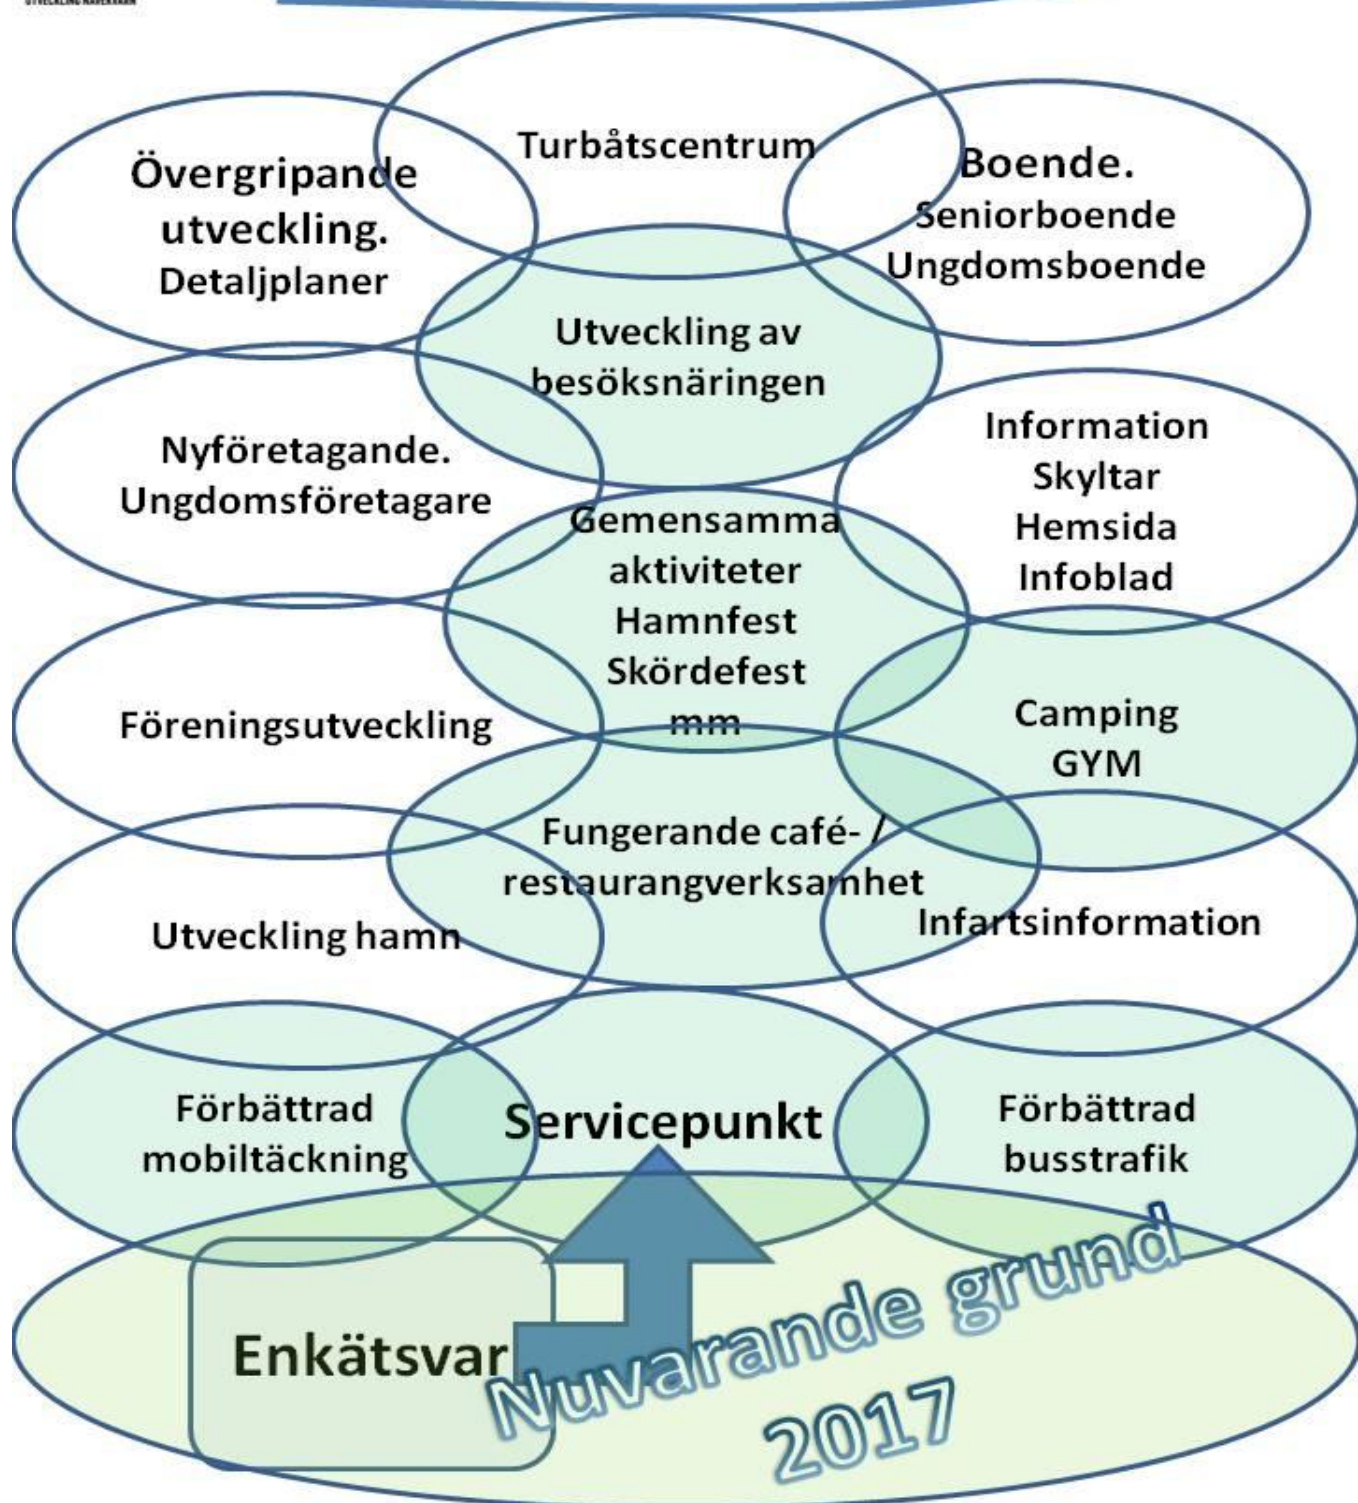 UTVECKLING NÄVEKVARN
Turbåtscentrum
Övergripande
utveckling.
Detaljplaner
Boende.
Seniorboende
Ungdomsboende
Utveckling av
besöksnäringen
Nyföretagande.
Ungdomsföretagare
Information
Skyltar
Hemsida
Infoblad
Gemensamma
aktiviteter
Hamnfest
Skördefest
mm
Föreningsutveckling
Camping
GYM
Fungerande café- /
restaurangverksamhet
Utveckling hamn
Infartsinformation
Förbättrad
mobiltäckning
Servicepunkt
Förbättrad
busstrafik
Enkätsvar
Nuvarande grund
2017